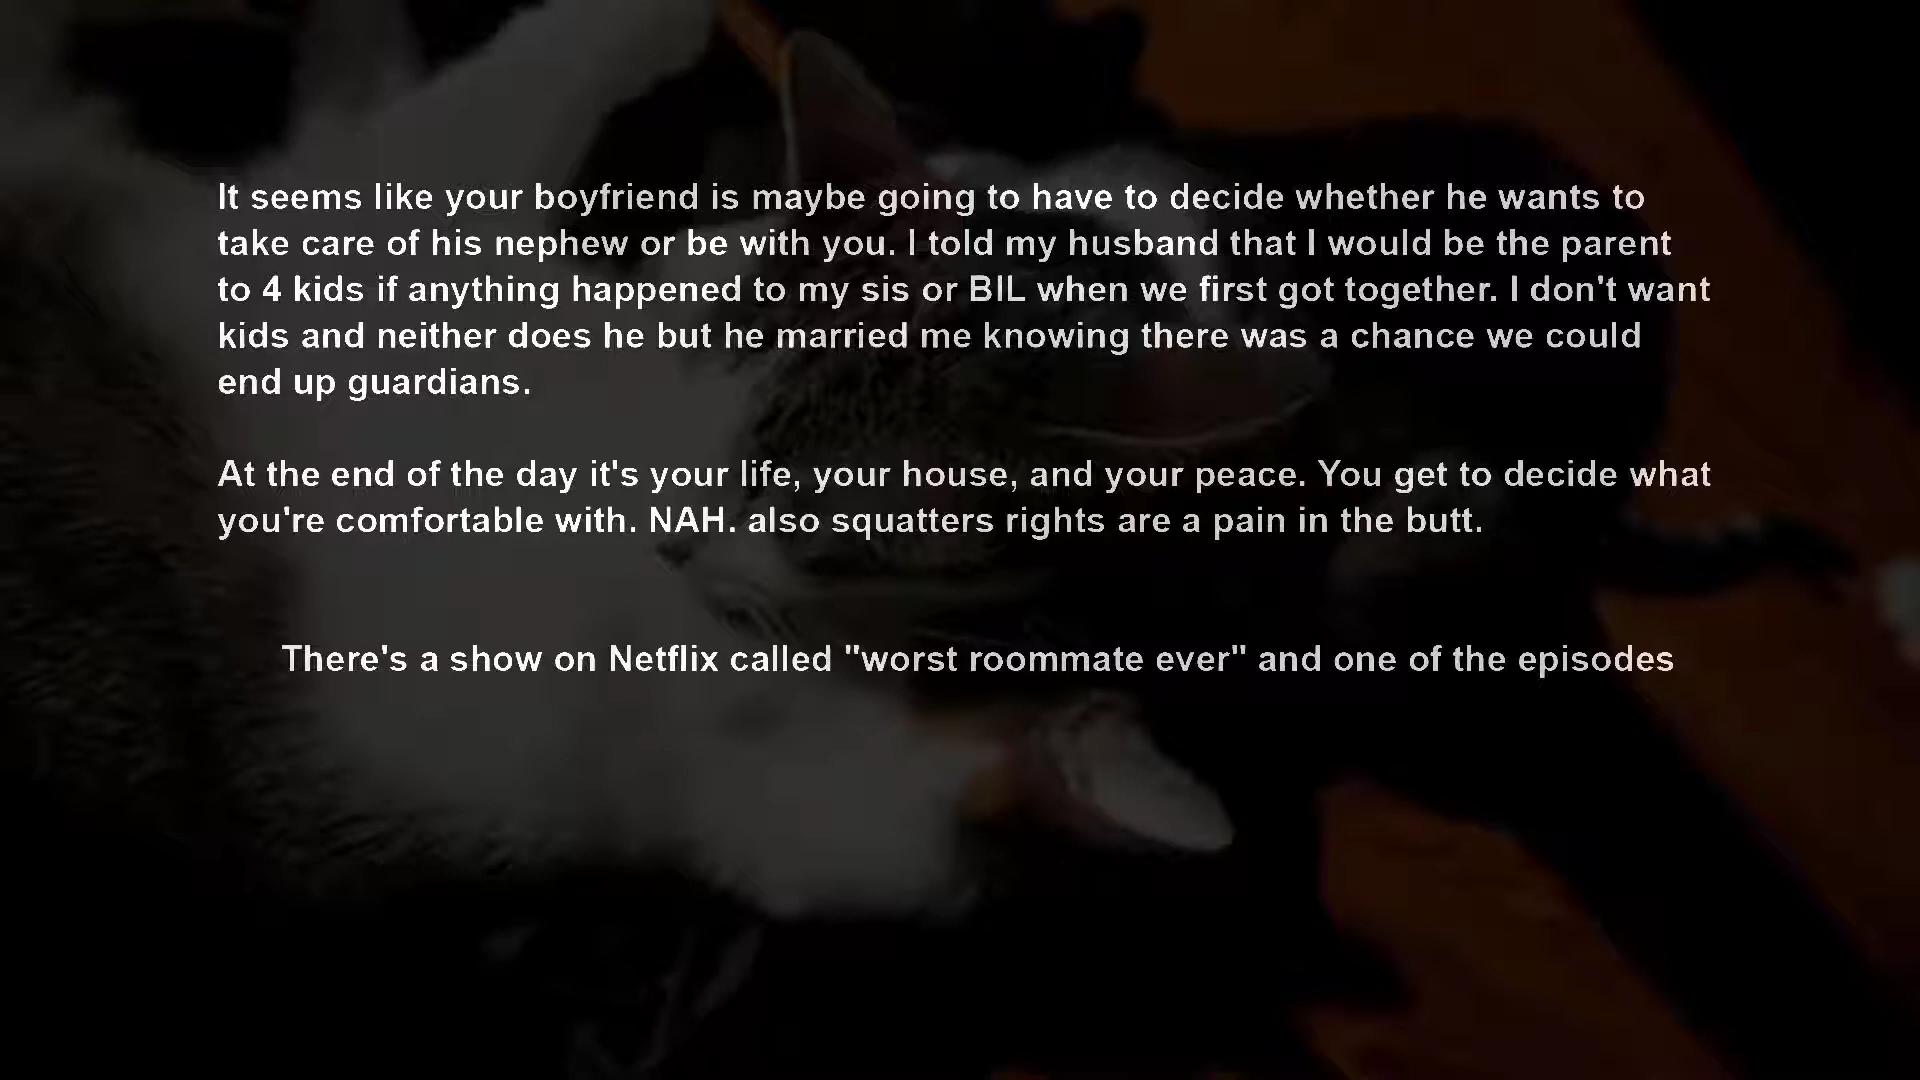 It seems like your boyfriend is maybe going to have to decide whether he wants to
take care of his nephew or be with you. I told my husband that I would be the parent
to 4 kids if anything happened to my sis or BIL when we first got together. I don't want
kids and neither does he but he married me knowing there was a chance we could
end up guardians.
At the end of the day it's your life, your house, and your peace. You get to decide what
you're comfortable with. NAH. also squatters rights are a pain in the butt.
There's a show on Netflix called "worst roommate ever" and one of the episodes